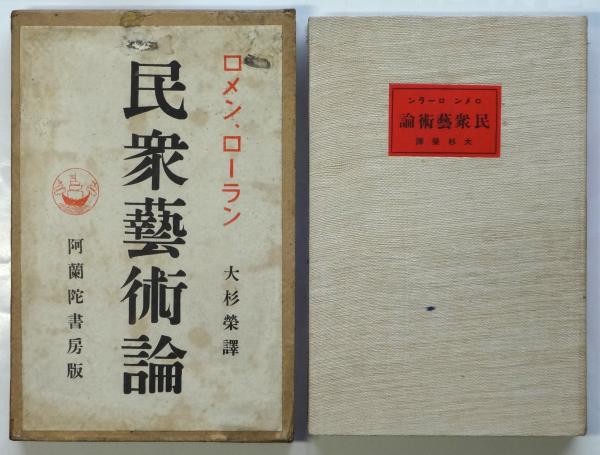 ロメン、ローラン
民衆藝術論
大杉榮譯
阿蘭陀書房版
ンラーロ ンメロ
論術藝衆民
譯 榮 杉 大